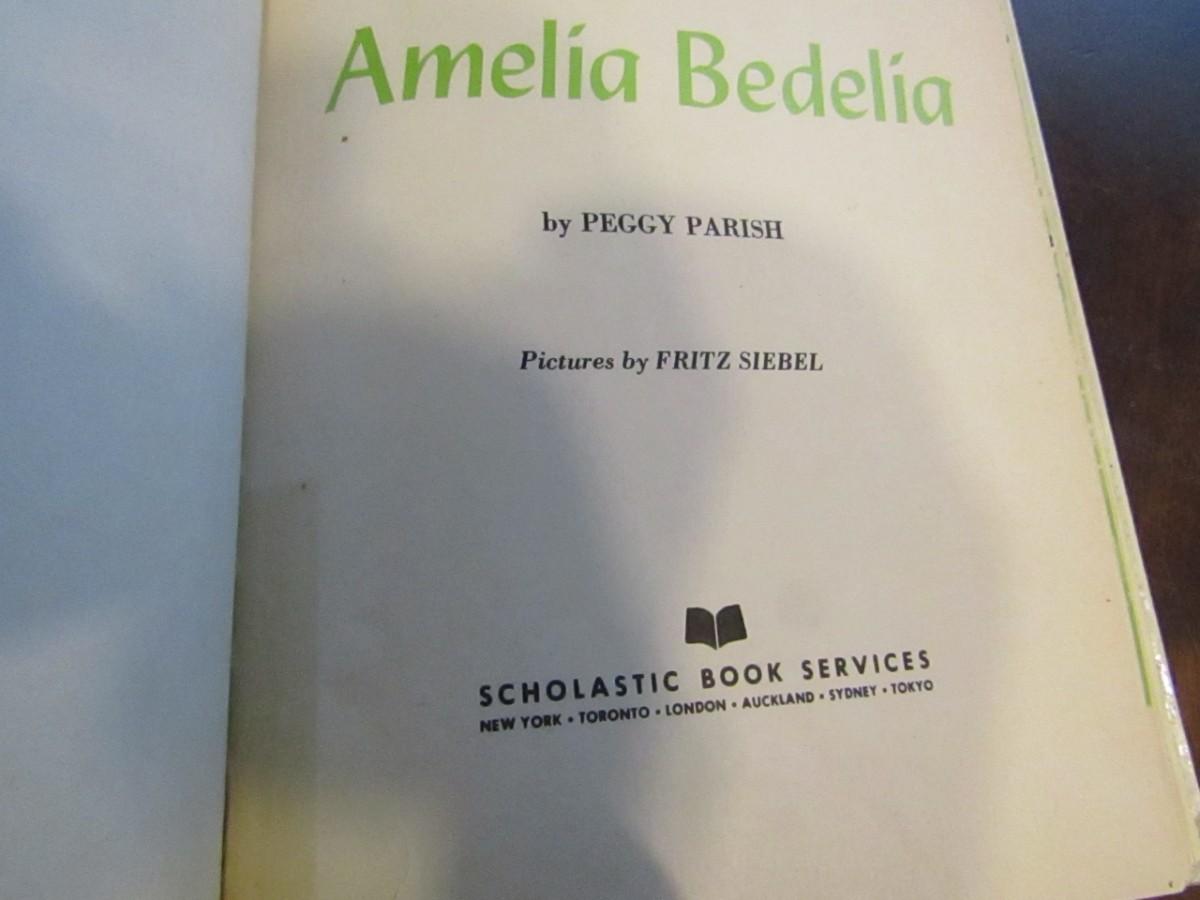 Amelia Bedelia
by PEGGY PARISH
Pictures by FRITZ SIEBEL
SCHOLASTIC BOOK SERVICES
NEW YORK • TORONTO • LONDON • AUCKLAND • SYDNEY • TOKYO